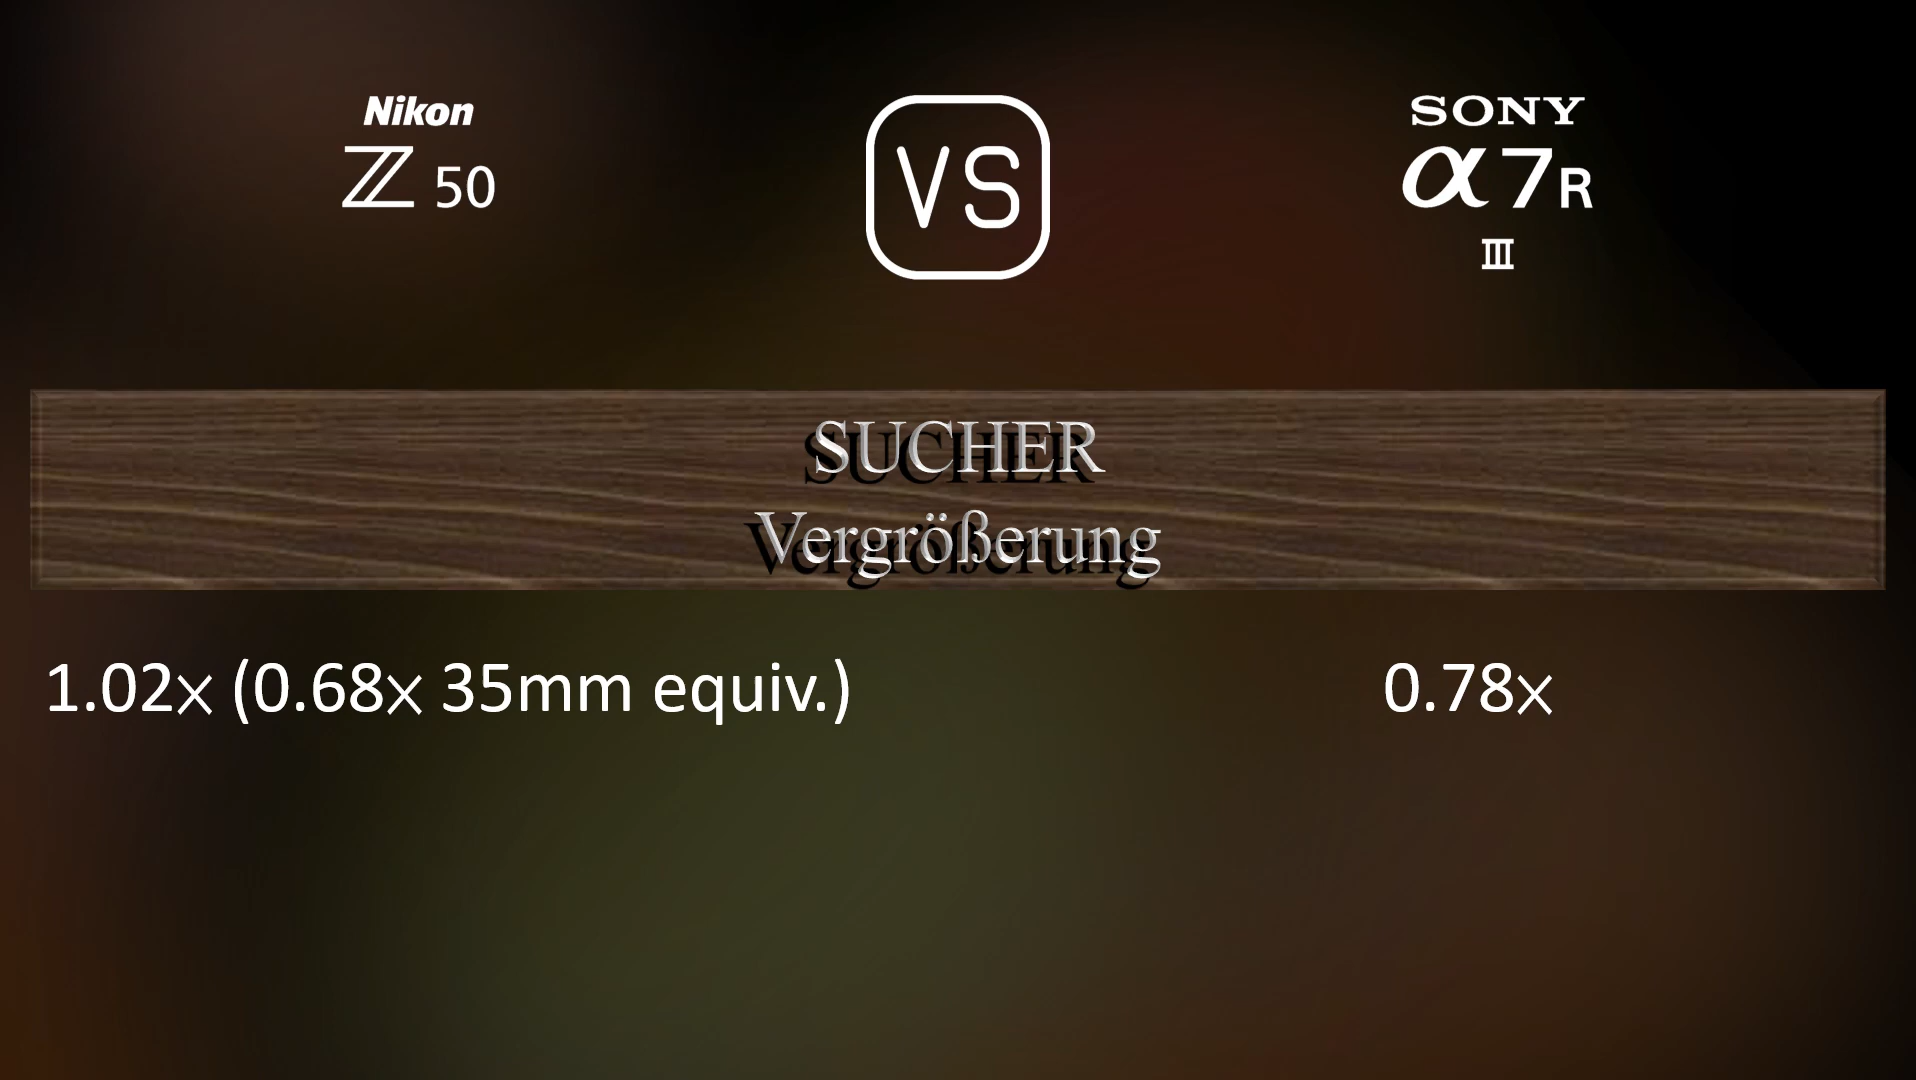 Nikon
Z 50
VS
SONY
α7R
III
SUCHER
Vergrößerung
1.02x (0.68x 35mm equiv.)
0.78x